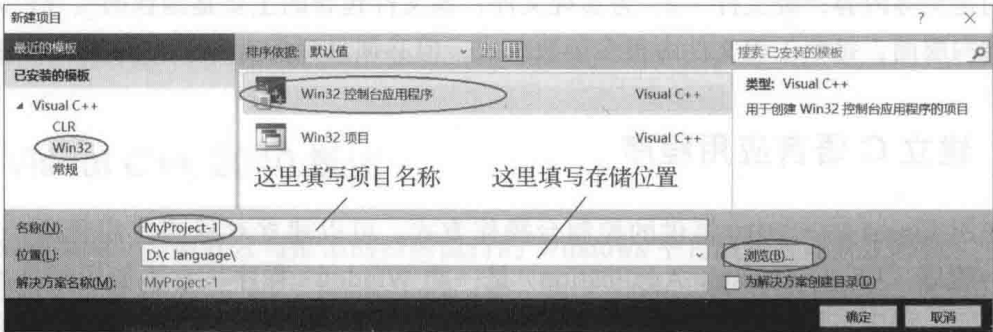 新建项目
? ×
最近的模板
排序依据: 默认值
搜索 已安装的模板
已安装的模板
Visual C++
CLR
Win32
常规
Win32 控制台应用程序 Visual C++
Win32 项目 Visual C++
类型: Visual C++
用于创建 Win32 控制台应用程序的项目
这里填写项目名称
这里填写存储位置
名称(N): MyProject-1
位置(L): D:\c language\
浏览(B)...
解决方案名称(M): MyProject-1
为解决方案创建目录(D)
确定
取消